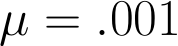 μ = .001